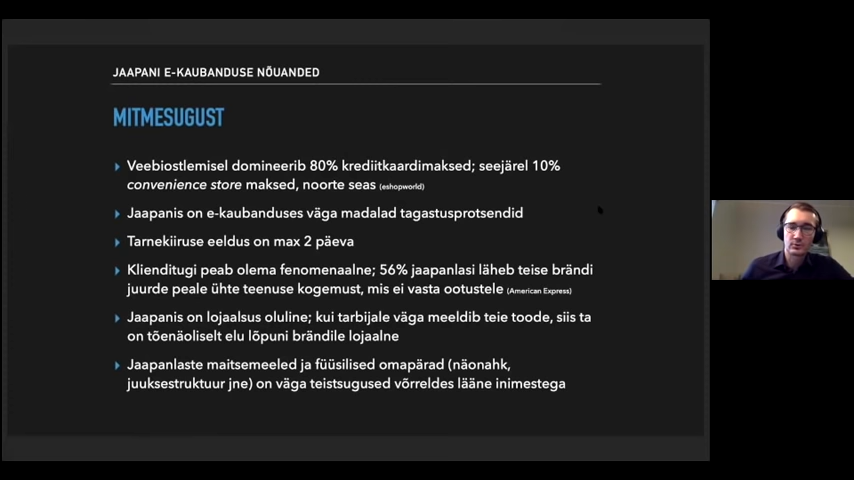 JAAPANI E-KAUBANDUSE NÕUANDED
MITMESUGUST
Veebiostlemisel domineerib 80% krediitkaardimaksed; seejärel 10%
convenience store maksed, noorte seas (eshopworld)
Jaapanis on e-kaubanduses väga madalad tagastusprotsendid
Tarnekiiruse eeldus on max 2 päeva
Klienditugi peab olema fenomenaalne; 56% jaapanlasi läheb teise brändi
juurde peale ühte teenuse kogemust, mis ei vasta ootustele (American Express)
Jaapanis on lojaalsus oluline; kui tarbijale väga meeldib teie toode, siis ta
on tõenäoliselt elu lõpuni brändile lojaalne
Jaapanlaste maitsemeeled ja füüsilised omapärad (näonahk,
juuksestruktuur jne) on väga teistsugused võrreldes lääne inimestega